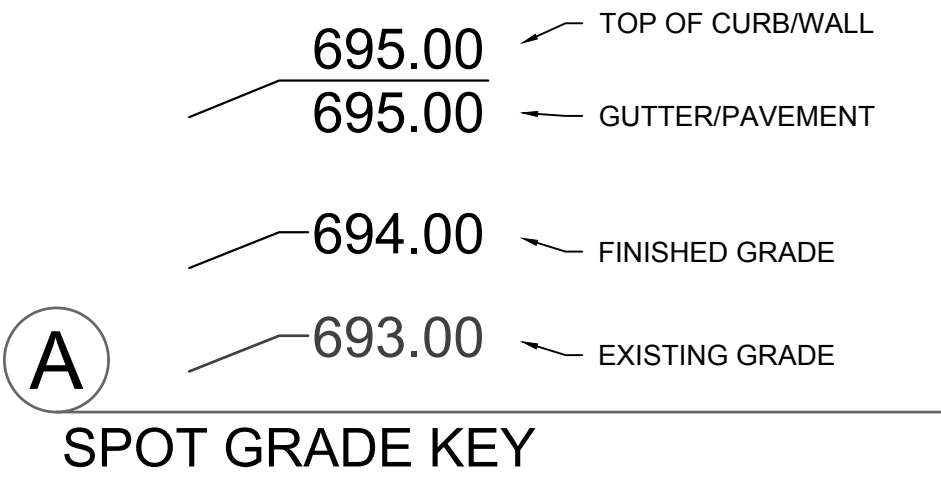 695.00 TOP OF CURB/WALL
695.00 GUTTER/PAVEMENT
694.00 FINISHED GRADE
693.00 EXISTING GRADE
A
SPOT GRADE KEY